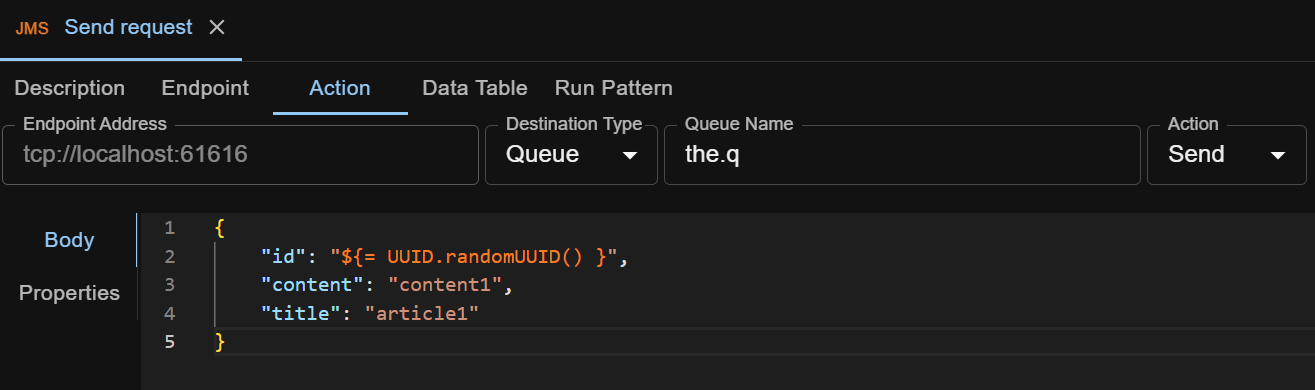 JMS Send request
Description Endpoint Action Data Table Run Pattern
Endpoint Address Destination Type Queue Name Action
tcp://localhost:61616 Queue the.q Send
Body
Properties
1 {
2     "id": "${= UUID.randomUUID() }",
3     "content": "content1",
4     "title": "article1"
5 }